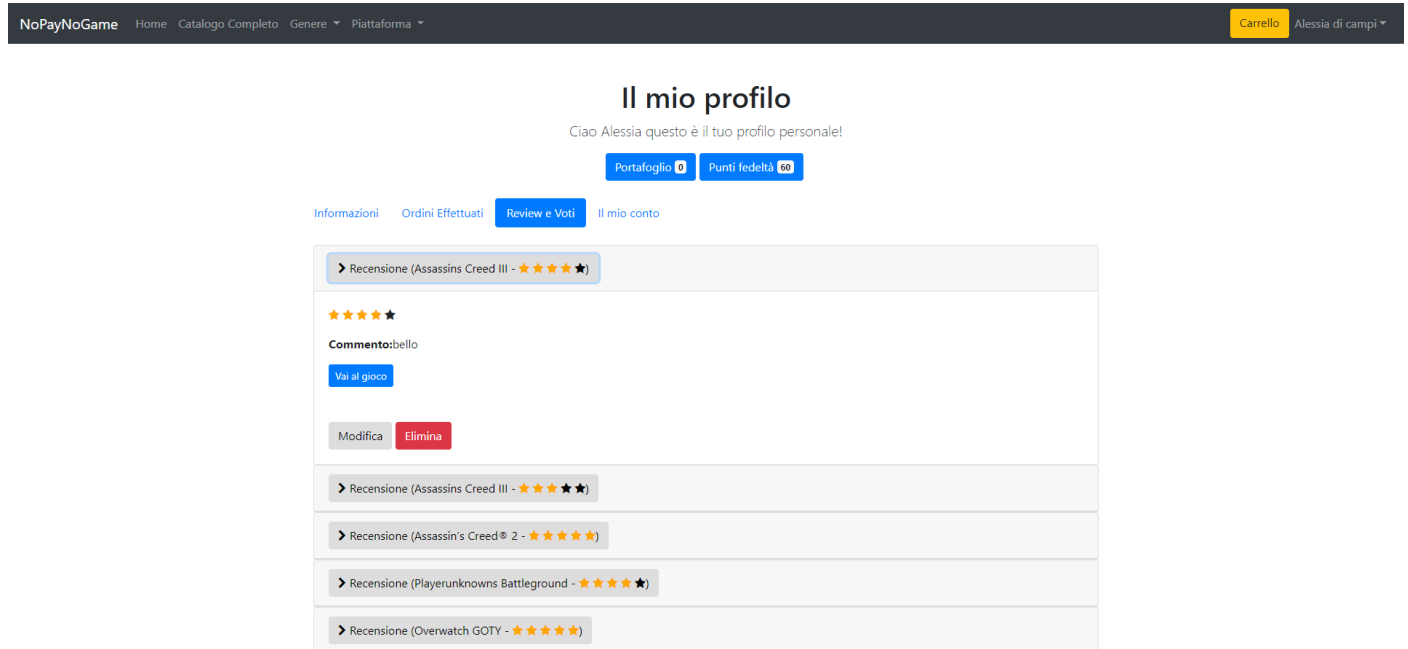 NoPayNoGame Home Catalogo Completo Genere Piattaforma Carrello Alessia di campi
Il mio profilo
Ciao Alessia questo è il tuo profilo personale!
Portafoglio 0 Punti fedeltà 60
Informazioni Ordini Effettuati Review e Voti Il mio conto
Recensione (Assassins Creed III - ★★★★★)
★★★★★
Commento:bello
Vai al gioco
Modifica Elimina
Recensione (Assassins Creed III - ★★★★★)
Recensione (Assassin's Creed® 2 - ★★★★★)
Recensione (Playerunknowns Battleground - ★★★★★)
Recensione (Overwatch GOTY - ★★★★★)